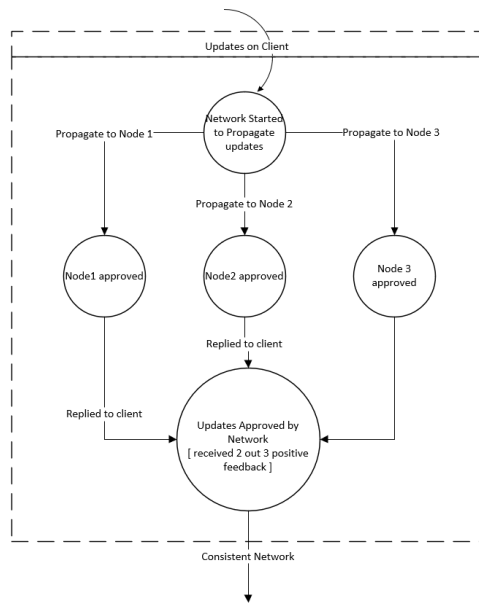 Updates on Client
Network Started
to Propagate
updates
Propagate to Node 1
Propagate to Node 3
Propagate to Node 2
Node1 approved
Node2 approved
Node 3
approved
Replied to client
Replied to client
Updates Approved by
Network
[ received 2 out 3 positive
feedback ]
Consistent Network